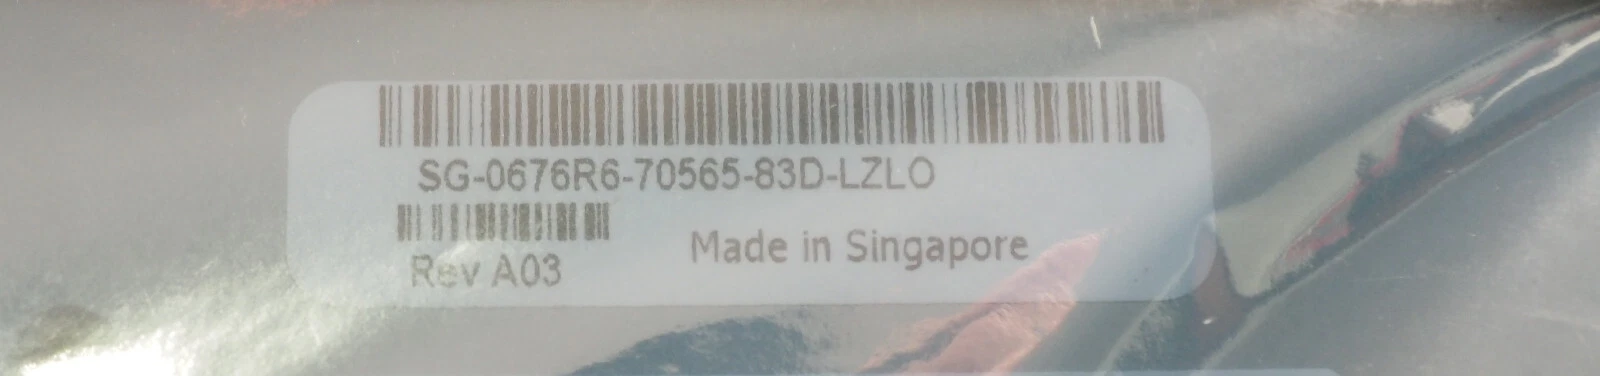 SG-0676R6-70565-83D-LZLO
Rev A03
Made in Singapore